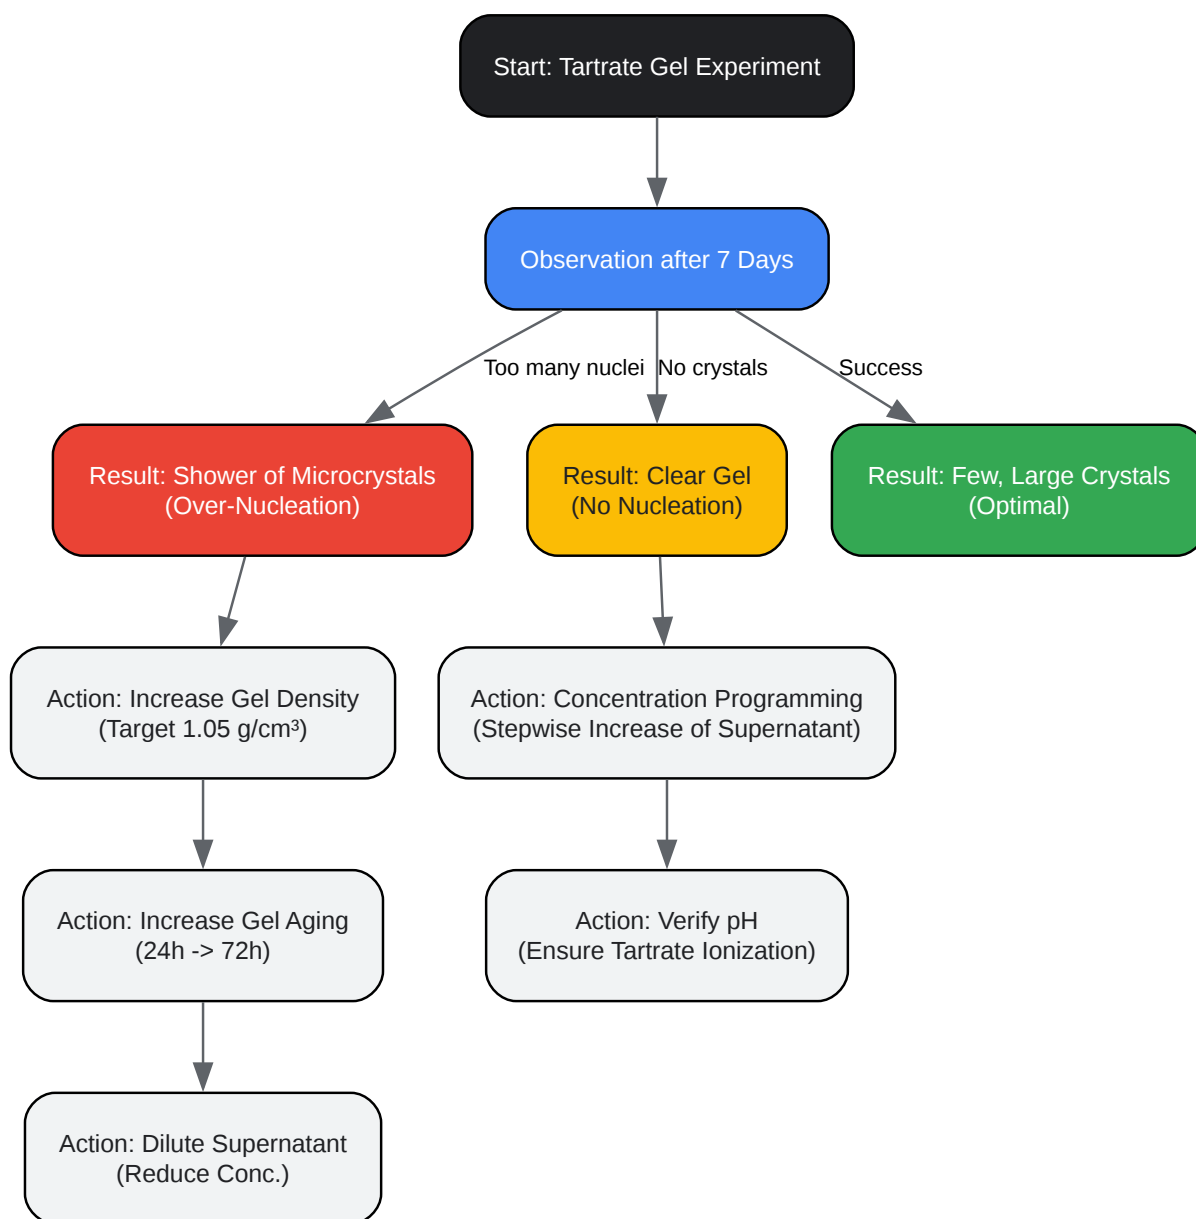 Start: Tartrate Gel Experiment
Observation after 7 Days
Too many nuclei
No crystals
Success
Result: Shower of Microcrystals
(Over-Nucleation)
Result: Clear Gel
(No Nucleation)
Result: Few, Large Crystals
(Optimal)
Action: Increase Gel Density
(Target 1.05 g/cm³)
Action: Concentration Programming
(Stepwise Increase of Supernatant)
Action: Increase Gel Aging
(24h -> 72h)
Action: Verify pH
(Ensure Tartrate Ionization)
Action: Dilute Supernatant
(Reduce Conc.)